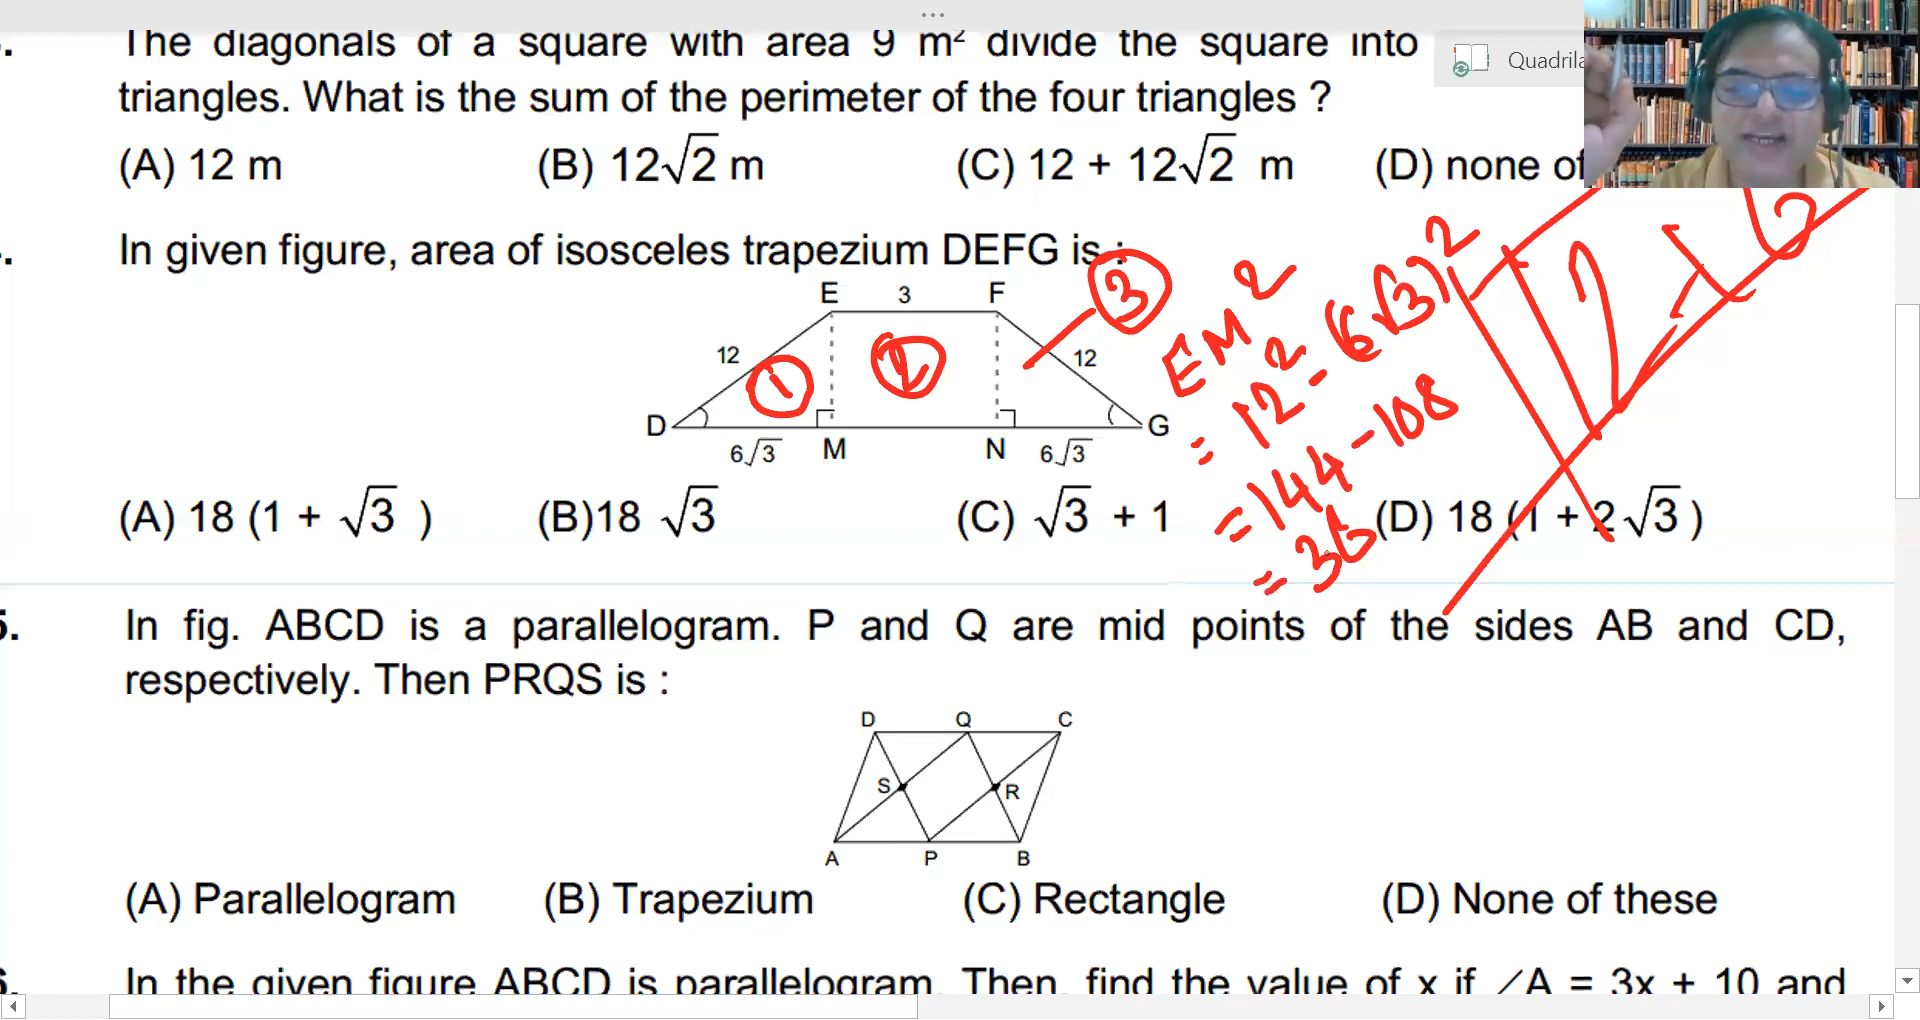 The diagonals of a square with area 9 m² divide the square into
Quadrila
triangles. What is the sum of the perimeter of the four triangles ?
(A) 12 m (B) 12√2 m (C) 12 + 12√2 m (D) none of
In given figure, area of isosceles trapezium DEFG is :
E 3 F
12 12
D 6√3 M N 6√3 G
1 2 3
EM²
= 12² - (6√3)²
= 144 - 108
= 36
(A) 18 (1 + √3 ) (B)18 √3 (C) √3 + 1 (D) 18 (1 + 2√3 )
5. In fig. ABCD is a parallelogram. P and Q are mid points of the sides AB and CD,
respectively. Then PRQS is :
D Q C
S R
A P B
(A) Parallelogram (B) Trapezium (C) Rectangle (D) None of these
In the given figure ABCD is parallelogram. Then, find the value of x if ∠A = 3x + 10 and